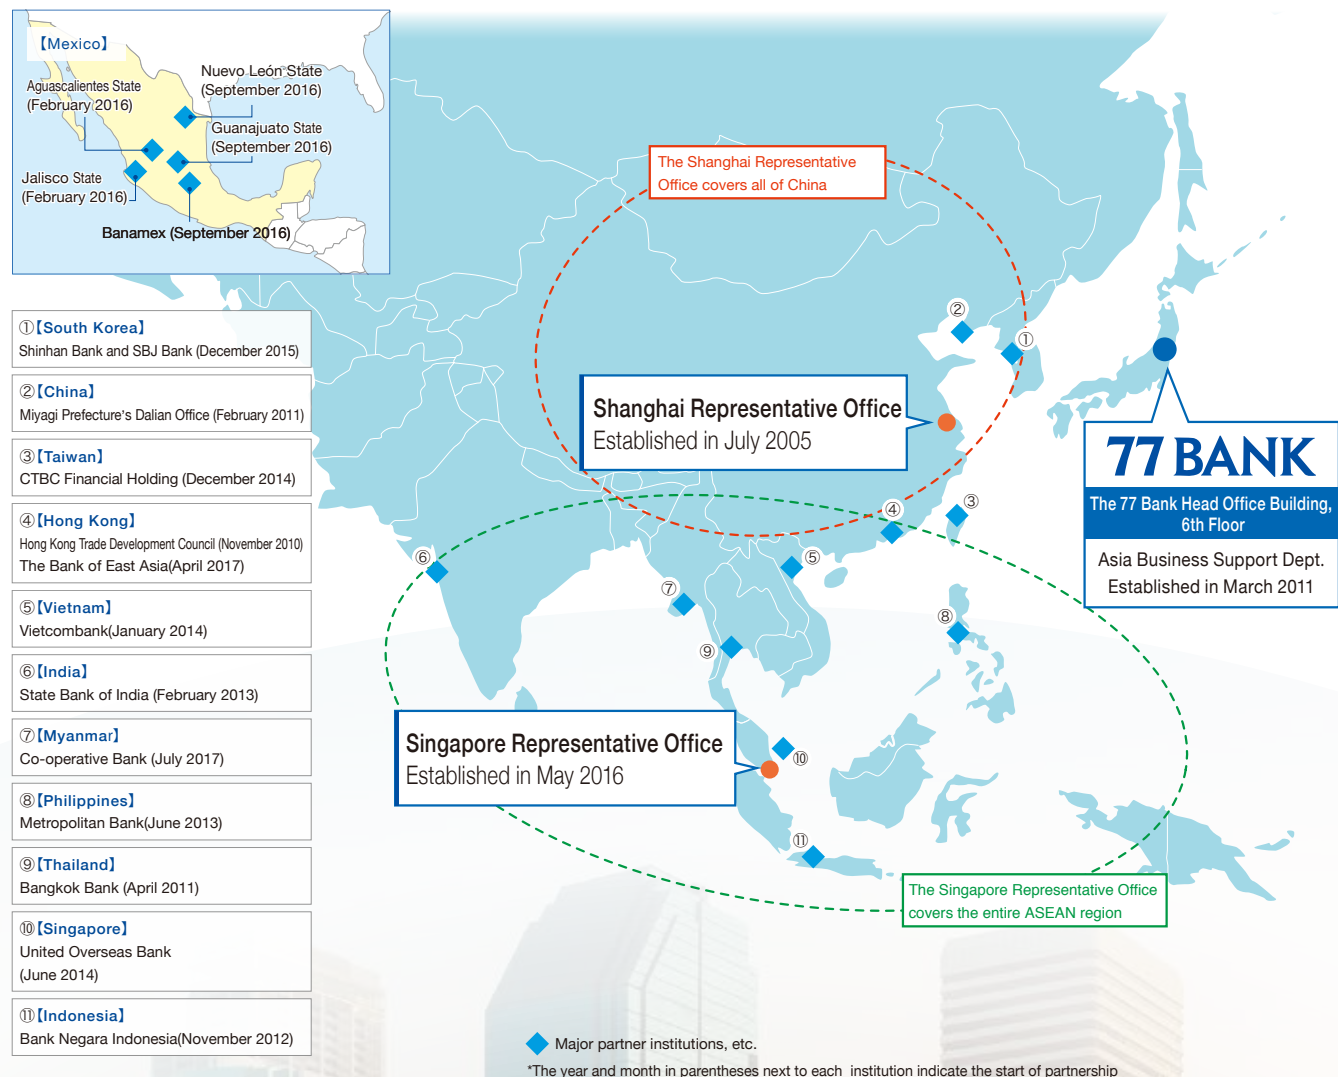 【Mexico】
Nuevo León State
(September 2016)
Aguascalientes State
(February 2016)
Guanajuato State
(September 2016)
Jalisco State
(February 2016)
Banamex (September 2016)
The Shanghai Representative
Office covers all of China
①【South Korea】
Shinhan Bank and SBJ Bank (December 2015)
②【China】
Miyagi Prefecture's Dalian Office (February 2011)
③【Taiwan】
CTBC Financial Holding (December 2014)
④【Hong Kong】
Hong Kong Trade Development Council (November 2010)
The Bank of East Asia(April 2017)
⑤【Vietnam】
Vietcombank(January 2014)
⑥【India】
State Bank of India (February 2013)
⑦【Myanmar】
Co-operative Bank (July 2017)
⑧【Philippines】
Metropolitan Bank(June 2013)
⑨【Thailand】
Bangkok Bank (April 2011)
⑩【Singapore】
United Overseas Bank
(June 2014)
⑪【Indonesia】
Bank Negara Indonesia(November 2012)
②
①
Shanghai Representative Office
Established in July 2005
77 BANK
The 77 Bank Head Office Building,
6th Floor
Asia Business Support Dept.
Established in March 2011
③
④
⑤
⑥
⑦
⑧
⑨
Singapore Representative Office
Established in May 2016
⑩
⑪
The Singapore Representative Office
covers the entire ASEAN region
Major partner institutions, etc.
*The year and month in parentheses next to each institution indicate the start of partnership